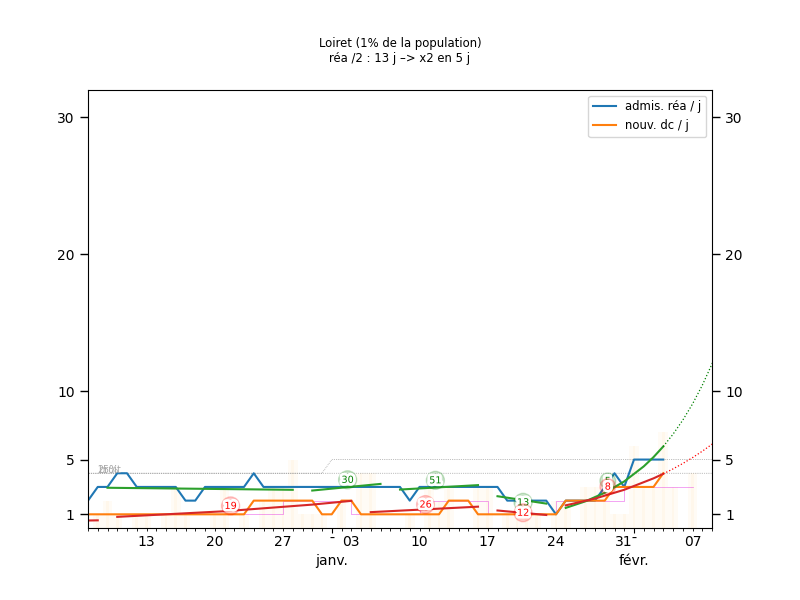 Loiret (1% de la population)
réa /2 : 13 j –> x2 en 5 j
admis. réa / j
nouv. dc / j
30 30
20 20
10 10
5 5
1 1
30 51 13
19 26 12 8
13 20 27 - 03 10 17 24 31 - 07
janv. févr.